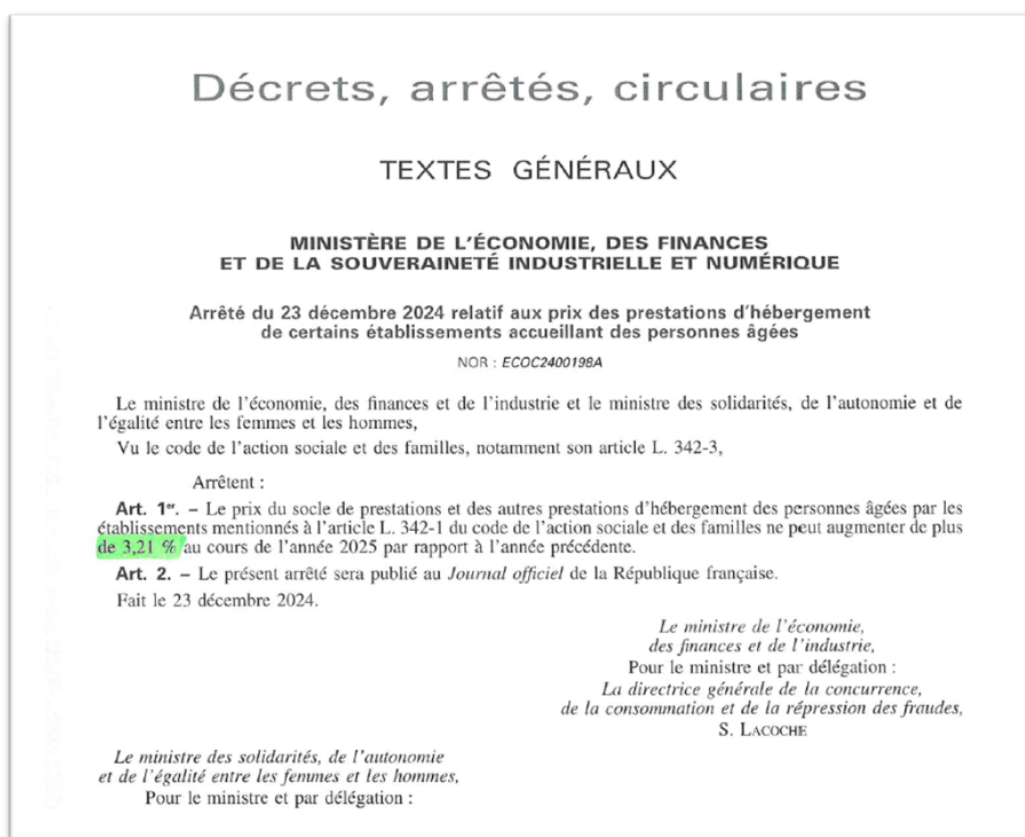 Décrets, arrêtés, circulaires
TEXTES GÉNÉRAUX
MINISTÈRE DE L'ÉCONOMIE, DES FINANCES
ET DE LA SOUVERAINETÉ INDUSTRIELLE ET NUMÉRIQUE
Arrêté du 23 décembre 2024 relatif aux prix des prestations d'hébergement
de certains établissements accueillant des personnes âgées
NOR : ECOC2400198A
Le ministre de l'économie, des finances et de l'industrie et le ministre des solidarités, de l'autonomie et de
l'égalité entre les femmes et les hommes,
Vu le code de l'action sociale et des familles, notamment son article L. 342-3,
Arrêtent :
Art. 1er. – Le prix du socle de prestations et des autres prestations d'hébergement des personnes âgées par les
établissements mentionnés à l'article L. 342-1 du code de l'action sociale et des familles ne peut augmenter de plus
de 3,21 % au cours de l'année 2025 par rapport à l'année précédente.
Art. 2. – Le présent arrêté sera publié au Journal officiel de la République française.
Fait le 23 décembre 2024.
Le ministre de l'économie,
des finances et de l'industrie,
Pour le ministre et par délégation :
La directrice générale de la concurrence,
de la consommation et de la répression des fraudes,
S. LACOCHE
Le ministre des solidarités, de l'autonomie
et de l'égalité entre les femmes et les hommes,
Pour le ministre et par délégation :